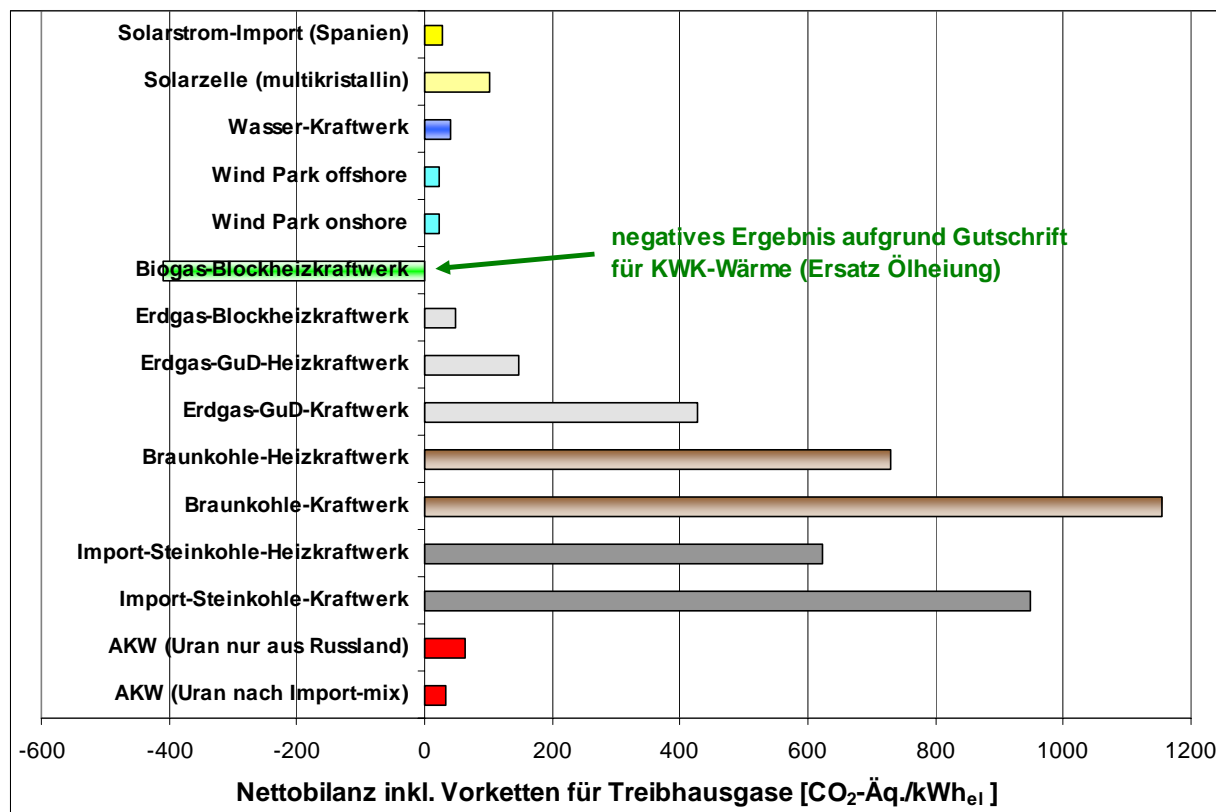 Solarstrom-Import (Spanien)
Solarzelle (multikristallin)
Wasser-Kraftwerk
Wind Park offshore
Wind Park onshore
negatives Ergebnis aufgrund Gutschrift
für KWK-Wärme (Ersatz Ölheiung)
Biogas-Blockheizkraftwerk
Erdgas-Blockheizkraftwerk
Erdgas-GuD-Heizkraftwerk
Erdgas-GuD-Kraftwerk
Braunkohle-Heizkraftwerk
Braunkohle-Kraftwerk
Import-Steinkohle-Heizkraftwerk
Import-Steinkohle-Kraftwerk
AKW (Uran nur aus Russland)
AKW (Uran nach Import-mix)
-600 -400 -200 0 200 400 600 800 1000 1200
Nettobilanz inkl. Vorketten für Treibhausgase [CO₂-Äq./kWhₑₗ ]